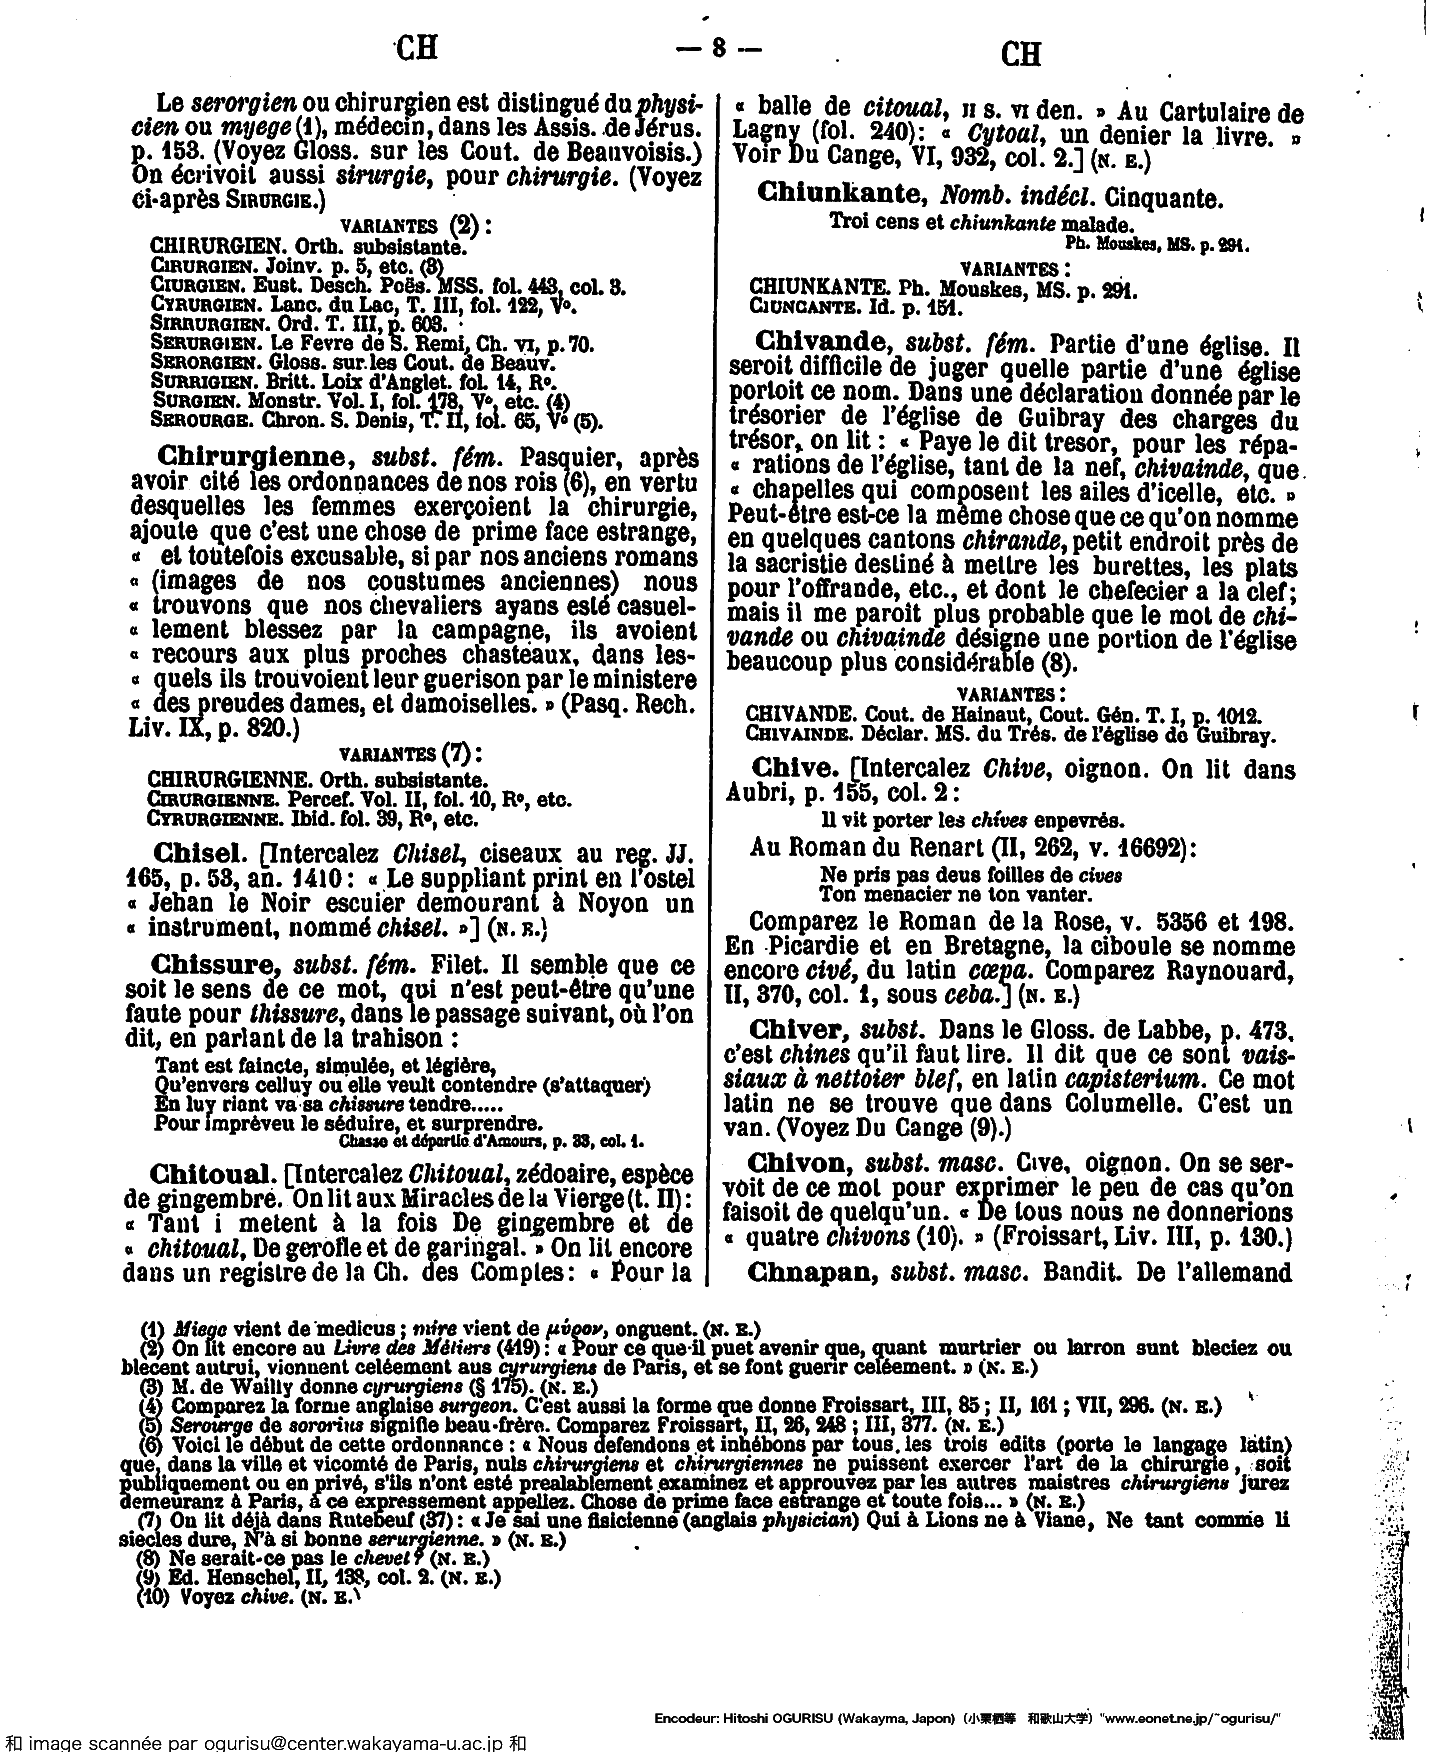 CH
— 8 —
CH
Le serorgien ou chirurgien est distingué du physi-
cien ou myege (1), médecin, dans les Assis. de Jérus.
p. 153. (Voyez Gloss. sur les Cout. de Beauvoisis.)
On écrivoit aussi sirurgie, pour chirurgie. (Voyez
ci-après SIRURGIE.)
VARIANTES (2) :
CHIRURGIEN. Orth. subsistante.
CIRURGIEN. Joinv. p. 5, etc. (3)
CIURGIEN. Eust. Desch. Poës. MSS. fol. 443, col. 3.
CYRURGIEN. Lanc. du Lac, T. III, fol. 122, Vº.
SIRRURGIEN. Ord. T. III, p. 603.
SERURGIEN. Le Fevre de S. Remi, Ch. VI, p. 70.
SERORGIEN. Gloss. sur les Cout. de Beauv.
SURRIGIEN. Britt. Loix d'Anglet. fol. 14, Rº.
SURGIEN. Monstr. Vol. I, fol. 178, Vº, etc. (4)
SEROURGE. Chron. S. Denis, T. II, fol. 65, Vº (5).
Chirurgienne, subst. fém. Pasquier, après
avoir cité les ordonnances de nos rois (6), en vertu
desquelles les femmes exerçoient la chirurgie,
ajoute que c'est une chose de prime face estrange,
« et toutefois excusable, si par nos anciens romans
« (images de nos coustumes anciennes) nous
« trouvons que nos chevaliers ayans esté casuel-
« lement blessez par la campagne, ils avoient
« recours aux plus proches chasteaux, dans les-
« quels ils trouvoient leur guerison par le ministere
« des preudes dames, et damoiselles. » (Pasq. Rech.
Liv. IX, p. 820.)
VARIANTES (7) :
CHIRURGIENNE. Orth. subsistante.
CIRURGIENNE. Percef. Vol. II, fol. 10, Rº, etc.
CYRURGIENNE. Ibid. fol. 39, Rº, etc.
Chisel. [Intercalez Chisel, ciseaux au reg. JJ.
165, p. 53, an. 1410 : « Le suppliant print en l'ostel
« Jehan le Noir escuier demourant à Noyon un
« instrument, nommé chisel. »] (N. E.)
Chissure, subst. fém. Filet. Il semble que ce
soit le sens de ce mot, qui n'est peut-être qu'une
faute pour thissure, dans le passage suivant, où l'on
dit, en parlant de la trahison :
Tant est faincte, simulée, et légière,
Qu'envers celluy ou elle veult contendre (s'attaquer)
En luy riant va sa chissure tendre.....
Pour impréveu le séduire, et surprendre.
Chasse et départie d'Amours, p. 33, col. 1.
Chitoual. [Intercalez Chitoual, zédoaire, espèce
de gingembre. On lit aux Miracles de la Vierge (t. II) :
« Tant i metent à la fois De gingembre et de
« chitoual, De gerofle et de garingal. » On lit encore
dans un registre de la Ch. des Comptes : « Pour la
« balle de citoual, II s. VI den. » Au Cartulaire de
Lagny (fol. 240) : « Cytoal, un denier la livre. »
Voir Du Cange, VI, 932, col. 2.] (N. E.)
Chiunkante, Nomb. indécl. Cinquante.
Troi cens et chiunkante malade.
Ph. Mouskes, MS. p. 291.
VARIANTES :
CHIUNKANTE. Ph. Mouskes, MS. p. 291.
CIUNCANTE. Id. p. 151.
Chivande, subst. fém. Partie d'une église. Il
seroit difficile de juger quelle partie d'une église
portoit ce nom. Dans une déclaration donnée par le
trésorier de l'église de Guibray des charges du
trésor, on lit : « Paye le dit tresor, pour les répa-
« rations de l'église, tant de la nef, chivainde, que
« chapelles qui composent les ailes d'icelle, etc. »
Peut-être est-ce la même chose que ce qu'on nomme
en quelques cantons chirande, petit endroit près de
la sacristie destiné à mettre les burettes, les plats
pour l'offrande, etc., et dont le chefecier a la clef;
mais il me paroit plus probable que le mot de chi-
vande ou chivainde désigne une portion de l'église
beaucoup plus considérable (8).
VARIANTES :
CHIVANDE. Cout. de Hainaut, Cout. Gén. T. I, p. 1012.
CHIVAINDE. Déclar. MS. du Trés. de l'église de Guibray.
Chive. [Intercalez Chive, oignon. On lit dans
Aubri, p. 155, col. 2 :
Il vit porter les chives enpevrés.
Au Roman du Renart (II, 262, v. 16692) :
Ne pris pas deus foilles de cives
Ton menacier ne ton vanter.
Comparez le Roman de la Rose, v. 5356 et 198.
En Picardie et en Bretagne, la ciboule se nomme
encore civé, du latin cœpa. Comparez Raynouard,
II, 370, col. 1, sous ceba.] (N. E.)
Chiver, subst. Dans le Gloss. de Labbe, p. 473,
c'est chines qu'il faut lire. Il dit que ce sont vais-
siaux à nettoier blef, en latin capisterium. Ce mot
latin ne se trouve que dans Columelle. C'est un
van. (Voyez Du Cange (9).)
Chivon, subst. masc. Cive, oignon. On se ser-
voit de ce mot pour exprimer le peu de cas qu'on
faisoit de quelqu'un. « De tous nous ne donnerions
« quatre chivons (10). » (Froissart, Liv. III, p. 130.)
Chnapan, subst. masc. Bandit. De l'allemand
(1) Miege vient de medicus ; mire vient de μύρον, onguent. (N. E.)
(2) On lit encore au Livre des Métiers (419) : « Pour ce que il puet avenir que, quant murtrier ou larron sunt bleciez ou
blecent autrui, viennent celéement aus cyrurgiens de Paris, et se font guerir celéement. » (N. E.)
(3) M. de Wailly donne cyrurgiens (§ 175). (N. E.)
(4) Comparez la forme anglaise surgeon. C'est aussi la forme que donne Froissart, III, 85 ; II, 161 ; VII, 296. (N. E.)
(5) Serourge de sororius signifie beau-frère. Comparez Froissart, II, 26, 248 ; III, 377. (N. E.)
(6) Voici le début de cette ordonnance : « Nous defendons et inhébons par tous les trois edits (porte le langage latin)
que, dans la ville et vicomté de Paris, nuls chirurgiens et chirurgiennes ne puissent exercer l'art de la chirurgie, soit
publiquement ou en privé, s'ils n'ont esté prealablement examinez et approuvez par les autres maistres chirurgiens jurez
demeuranz à Paris, à ce expressement appellez. Chose de prime face estrange et toute fois... » (N. E.)
(7) On lit déjà dans Rutebeuf (37) : « Je sai une fisicienne (anglais physician) Qui à Lions ne à Viane, Ne tant comme li
siecles dure, N'à si bonne serurgienne. » (N. E.)
(8) Ne serait-ce pas le chevet ? (N. E.)
(9) Ed. Henschel, II, 138, col. 2. (N. E.)
(10) Voyez chive. (N. E.)
Encodeur: Hitoshi OGURISU (Wakayma, Japon) (小栗栖等 和歌山大学) "www.eonet.ne.jp/~ogurisu/"
和 image scannée par ogurisu@center.wakayama-u.ac.jp 和